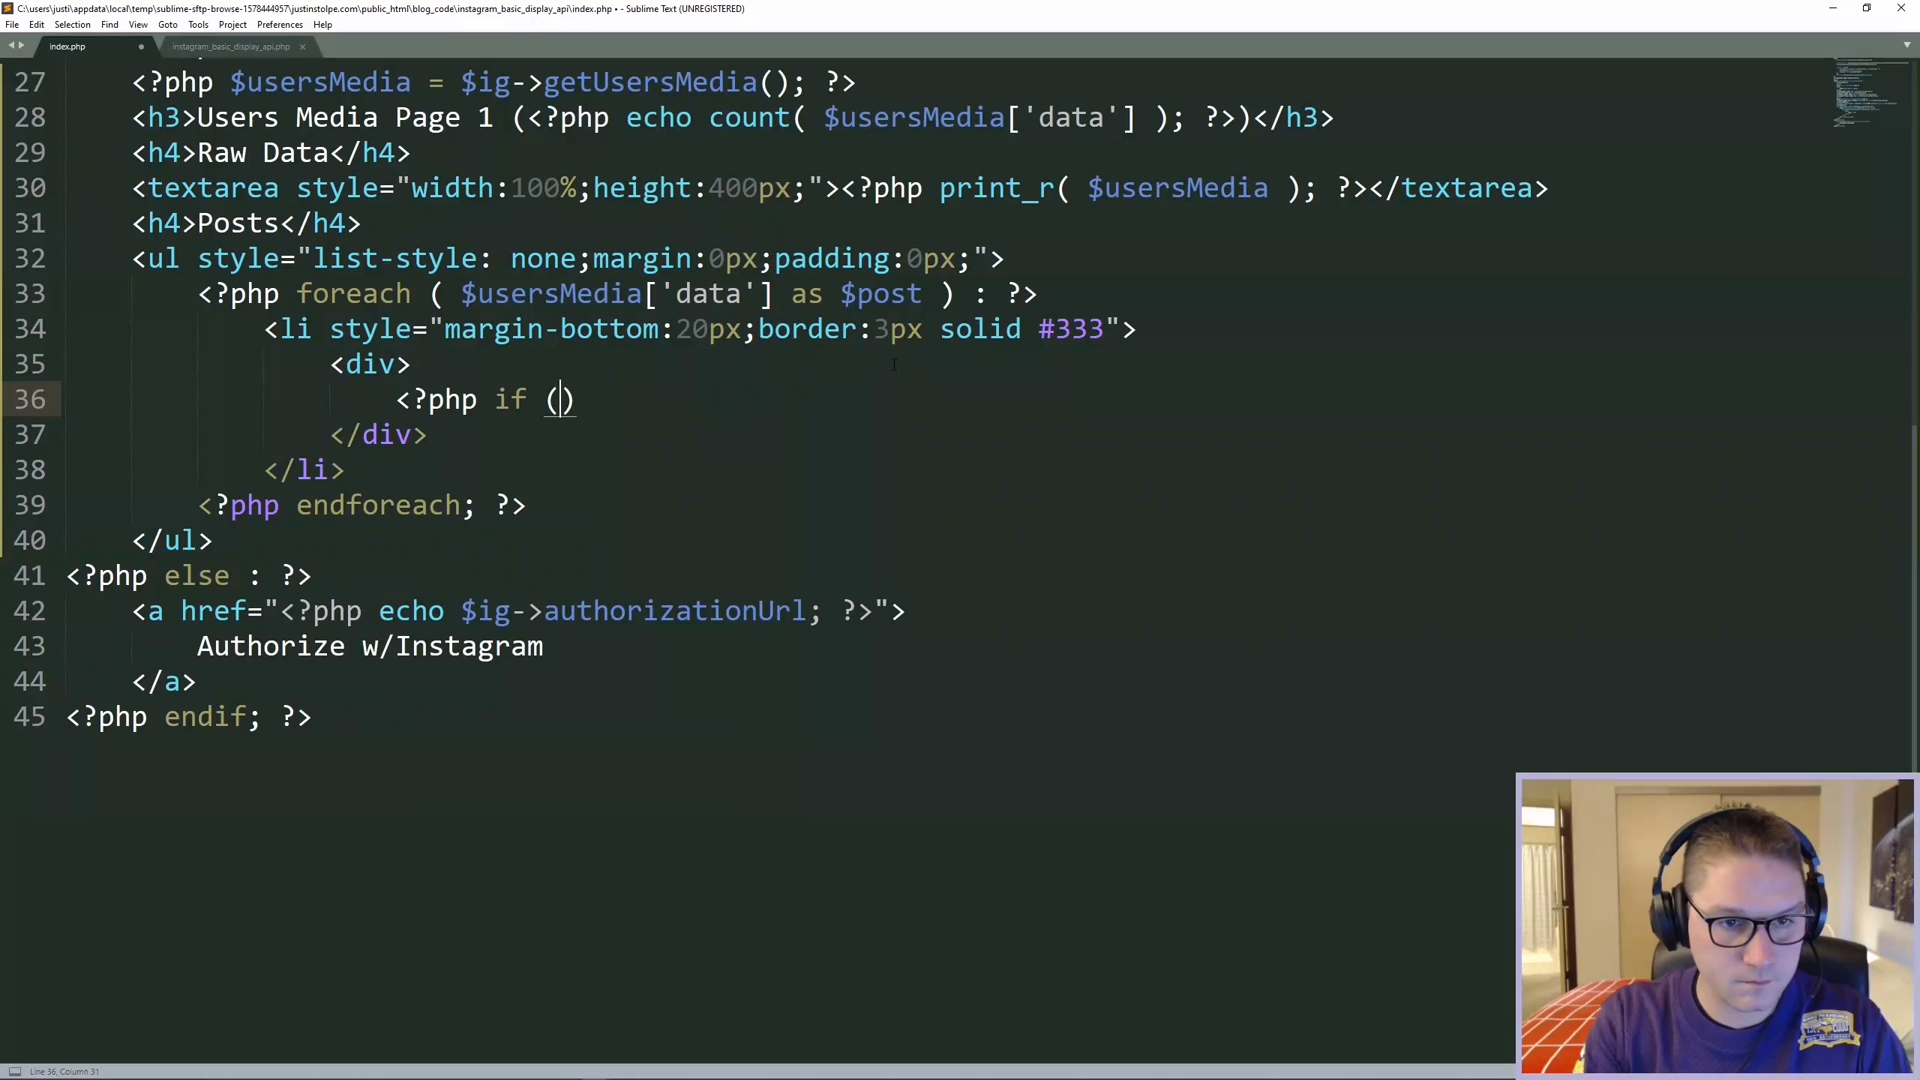 C:\users\justi\appdata\local\temp\sublime-sftp-browse-1578444957\justinstolpe.com\public_html\blog_code\instagram_basic_display_api\index.php • - Sublime Text (UNREGISTERED)
File Edit Selection Find View Goto Tools Project Preferences Help
index.php instagram_basic_display_api.php
27 <?php $usersMedia = $ig->getUsersMedia(); ?>
28 <h3>Users Media Page 1 (<?php echo count( $usersMedia['data'] ); ?>)</h3>
29 <h4>Raw Data</h4>
30 <textarea style="width:100%;height:400px;"><?php print_r( $usersMedia ); ?></textarea>
31 <h4>Posts</h4>
32 <ul style="list-style: none;margin:0px;padding:0px;">
33 <?php foreach ( $usersMedia['data'] as $post ) : ?>
34 <li style="margin-bottom:20px;border:3px solid #333">
35 <div>
36 <?php if ()
37 </div>
38 </li>
39 <?php endforeach; ?>
40 </ul>
41 <?php else : ?>
42 <a href="<?php echo $ig->authorizationUrl; ?>">
43 Authorize w/Instagram
44 </a>
45 <?php endif; ?>
Line 36, Column 31